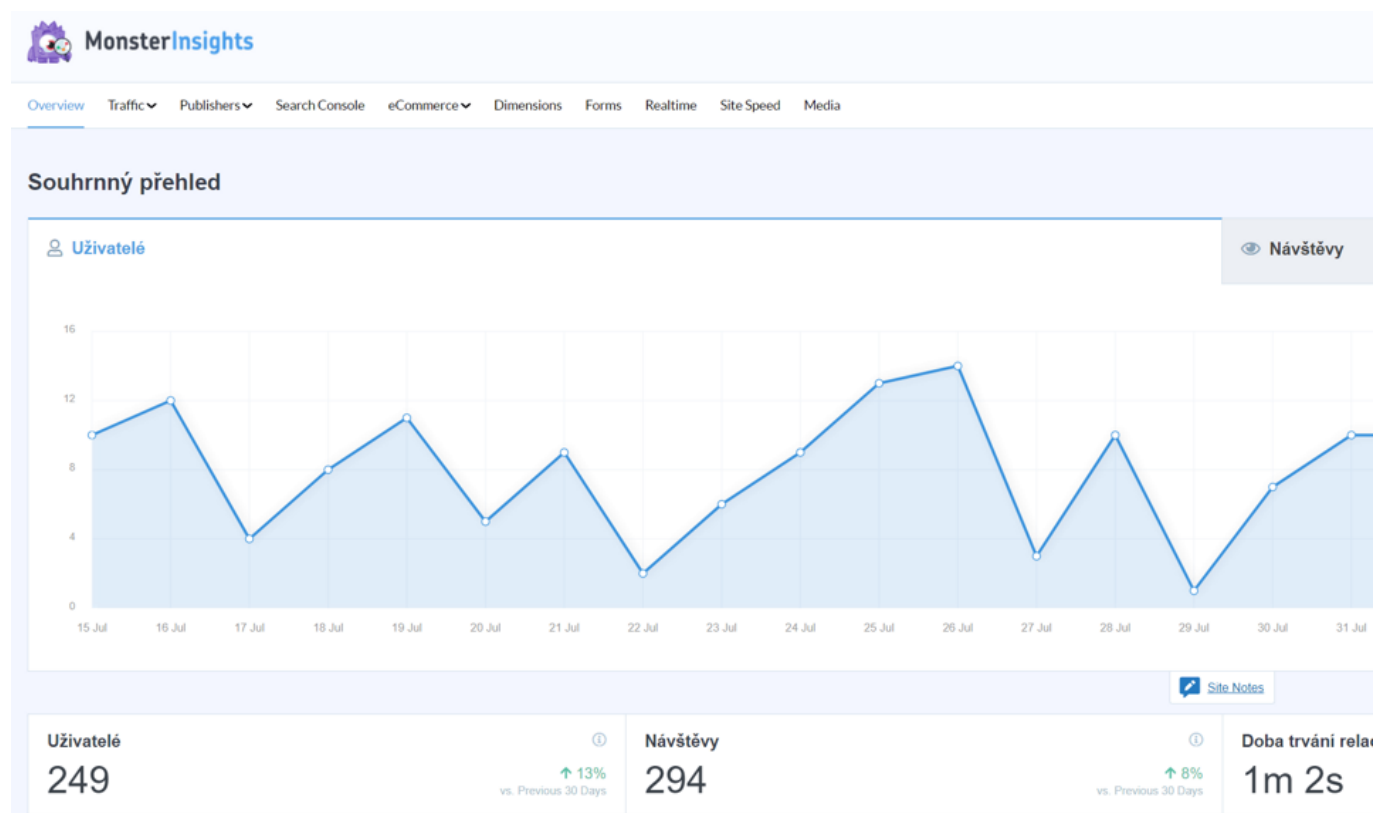 MonsterInsights
Overview Traffic Publishers Search Console eCommerce Dimensions Forms Realtime Site Speed Media
Souhrnný přehled
Uživatelé
Návštěvy
16
12
8
4
0
15 Jul 16 Jul 17 Jul 18 Jul 19 Jul 20 Jul 21 Jul 22 Jul 23 Jul 24 Jul 25 Jul 26 Jul 27 Jul 28 Jul 29 Jul 30 Jul 31 Jul
Site Notes
Uživatelé
249
13%
vs. Previous 30 Days
Návštěvy
294
8%
vs. Previous 30 Days
Doba trvání relac
1m 2s